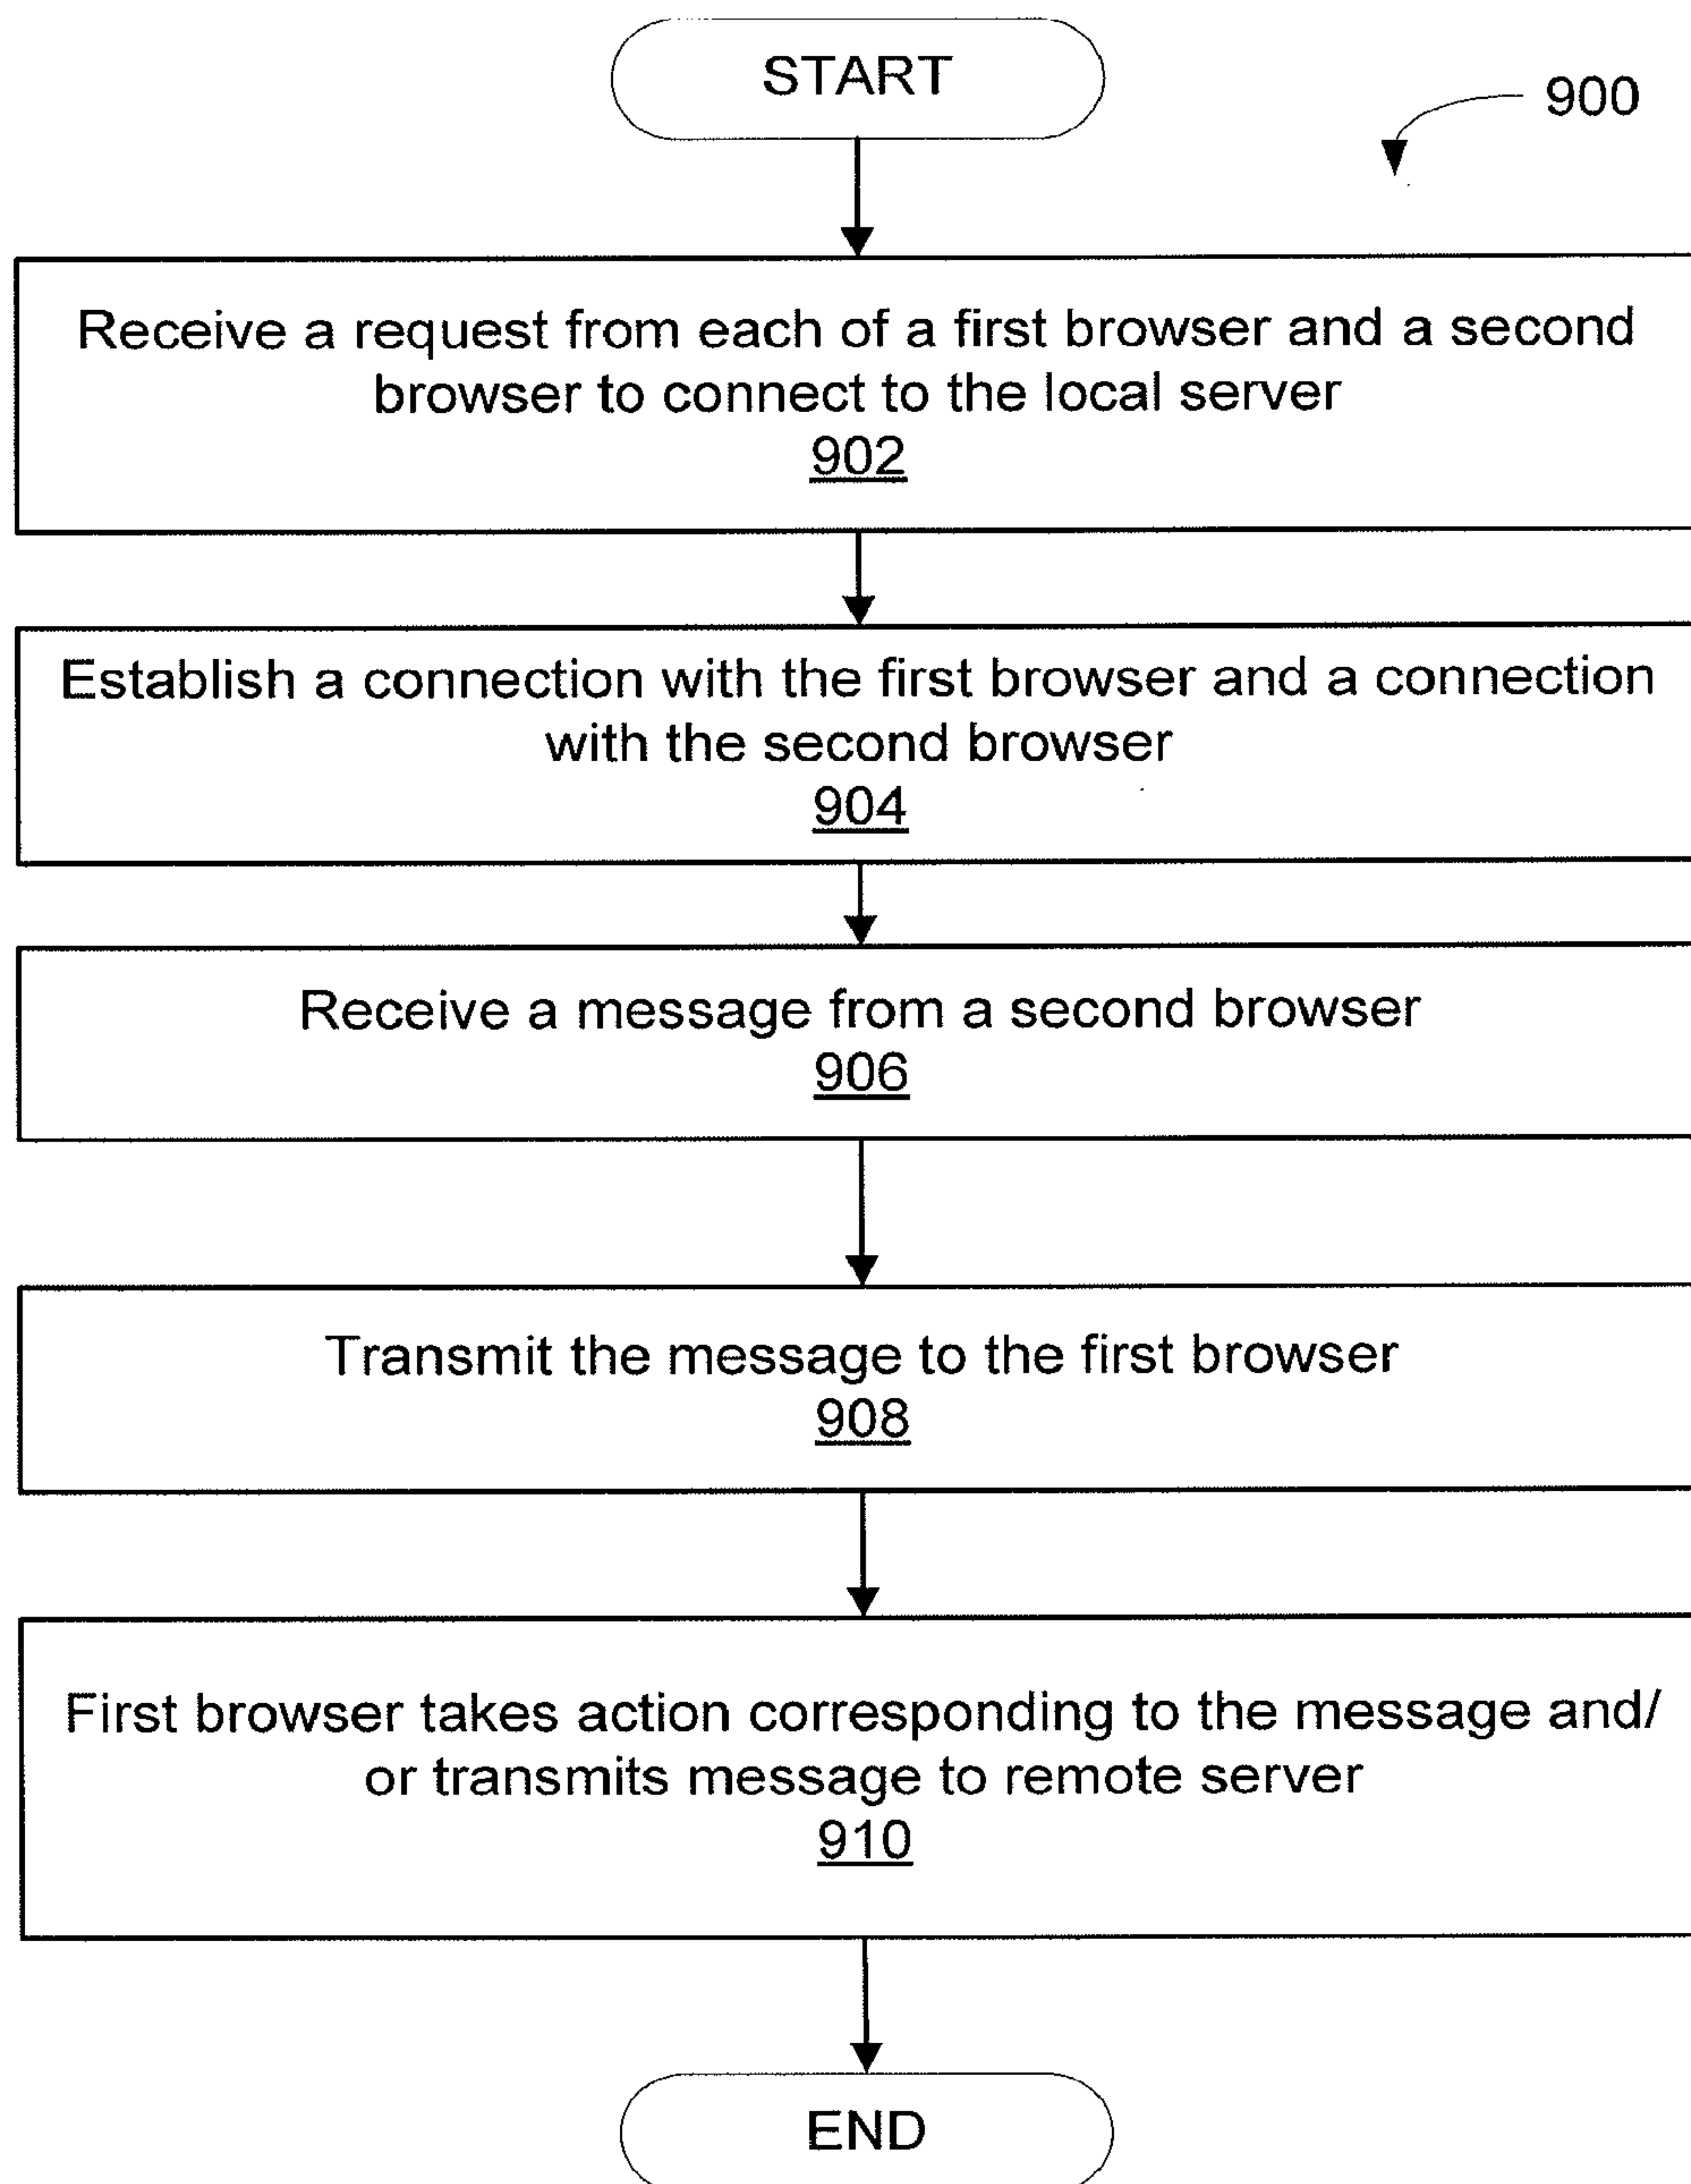 START
900
Receive a request from each of a first browser and a second
browser to connect to the local server
902
Establish a connection with the first browser and a connection
with the second browser
904
Receive a message from a second browser
906
Transmit the message to the first browser
908
First browser takes action corresponding to the message and/
or transmits message to remote server
910
END